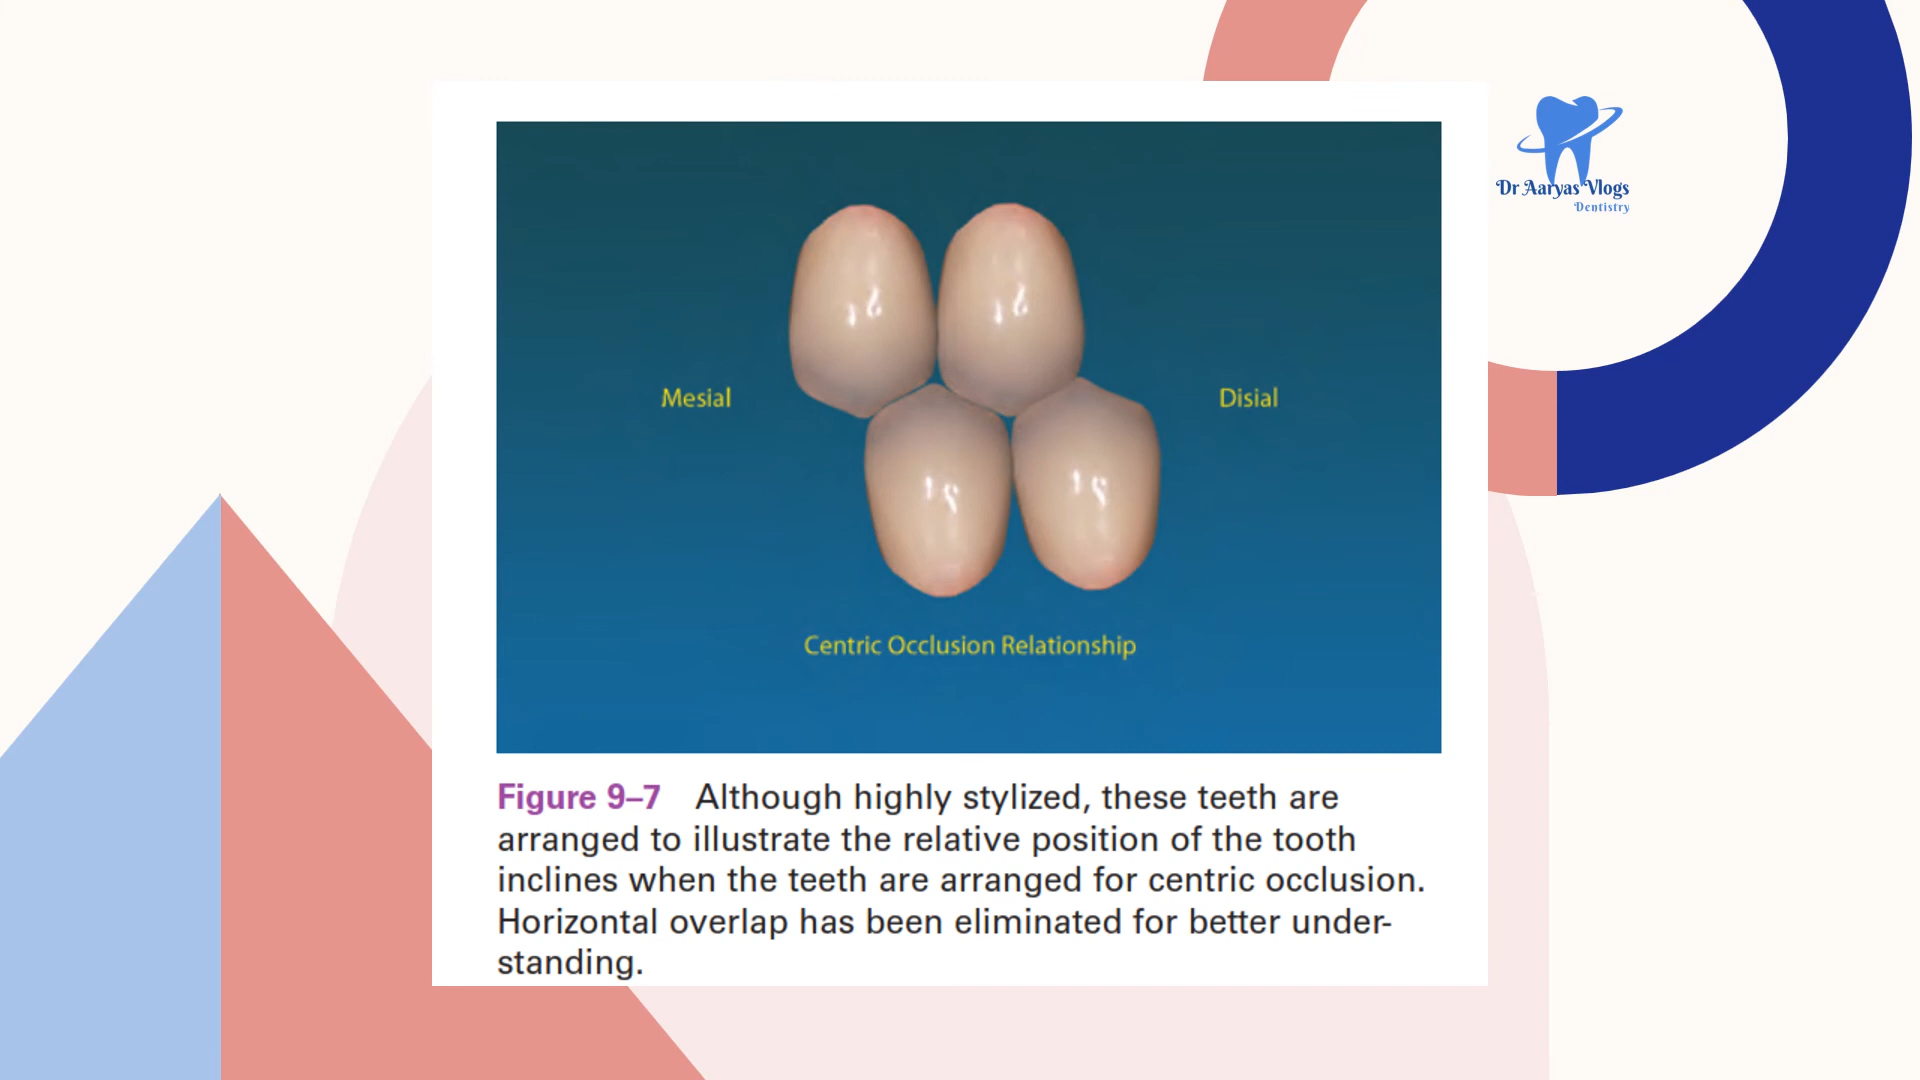 Dr Aaryas Vlogs
Dentistry
Mesial
Disial
Centric Occlusion Relationship
Figure 9–7 Although highly stylized, these teeth are
arranged to illustrate the relative position of the tooth
inclines when the teeth are arranged for centric occlusion.
Horizontal overlap has been eliminated for better under-
standing.